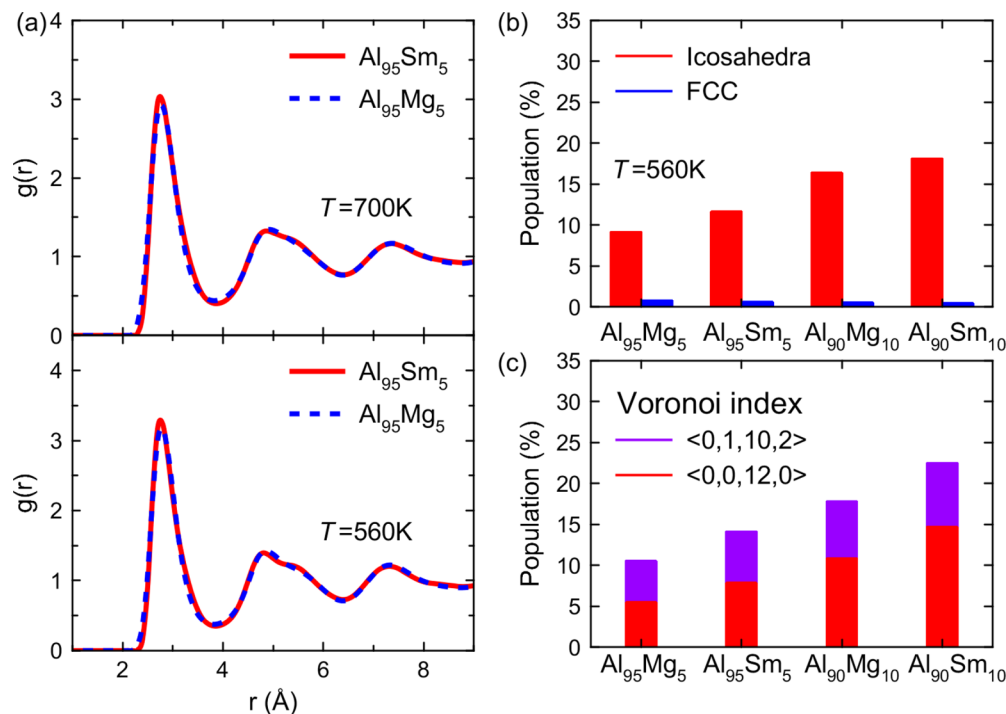 (a)
4
3
2
1
0
g(r)
Al₉₅Sm₅
Al₉₅Mg₅
T=700K
4
3
2
1
0
g(r)
Al₉₅Sm₅
Al₉₅Mg₅
T=560K
2 4 6 8
r (Å)
(b)
35
30
25
20
15
10
5
0
Population (%)
Icosahedra
FCC
T=560K
Al₉₅Mg₅ Al₉₅Sm₅ Al₉₀Mg₁₀ Al₉₀Sm₁₀
(c)
35
30
25
20
15
10
5
0
Population (%)
Voronoi index
<0,1,10,2>
<0,0,12,0>
Al₉₅Mg₅ Al₉₅Sm₅ Al₉₀Mg₁₀ Al₉₀Sm₁₀